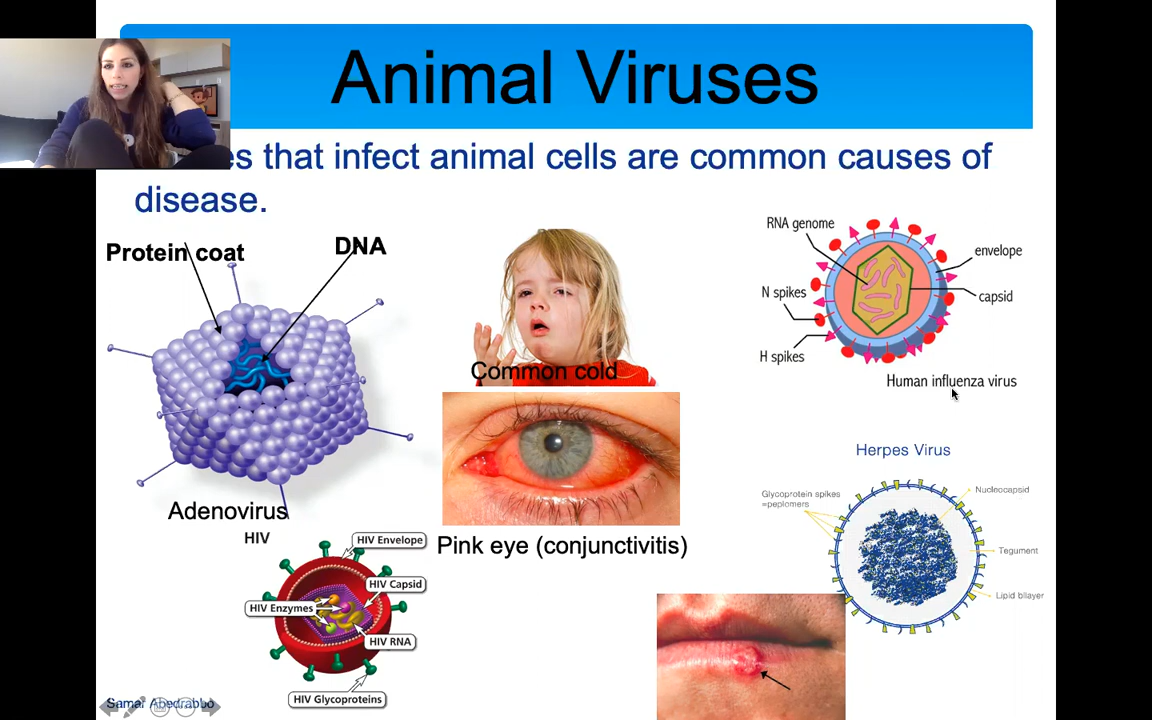 Animal Viruses
es that infect animal cells are common causes of
disease.
Protein coat
DNA
Adenovirus
Common cold
Pink eye (conjunctivitis)
RNA genome
envelope
N spikes
capsid
H spikes
Human influenza virus
Herpes Virus
Glycoprotein spikes
=peplomers
Nucleocapsid
Tegument
Lipid bilayer
HIV
HIV Envelope
HIV Capsid
HIV Enzymes
HIV RNA
HIV Glycoproteins
Samar Abedrabbo